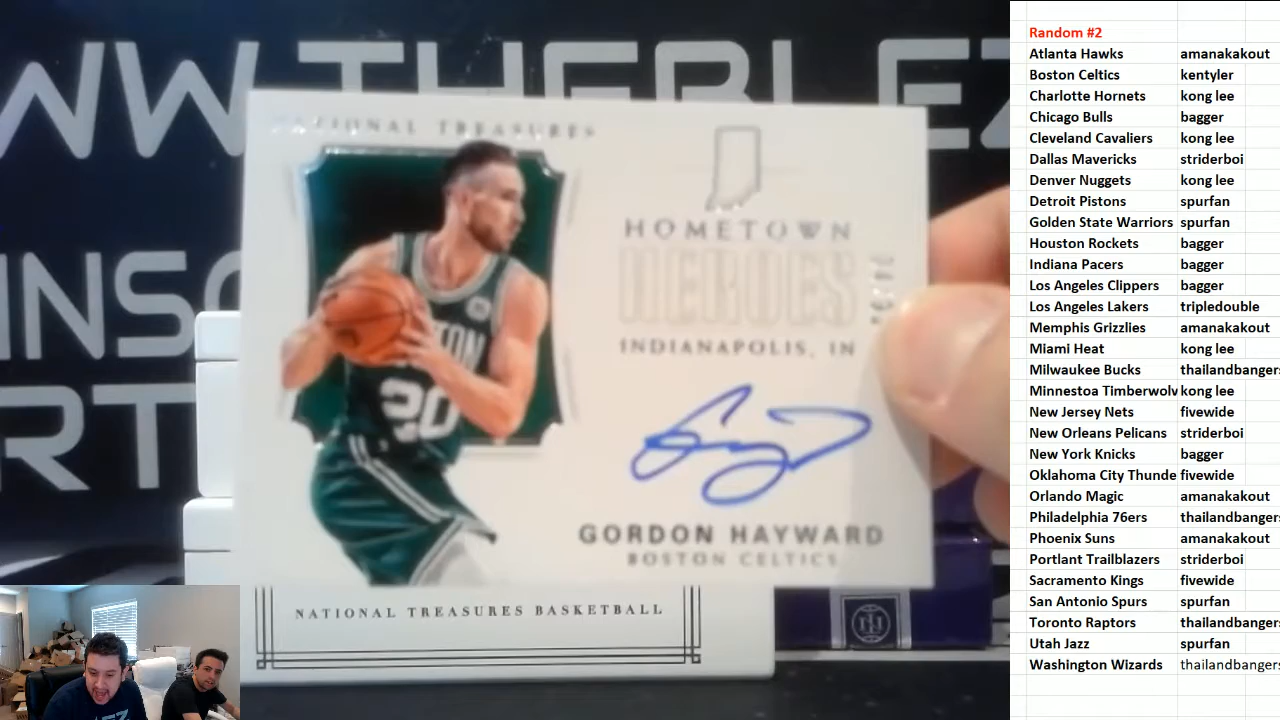 WW.THEBLEZ
INSO
RT
NATIONAL TREASURES
HOMETOWN
HEROES
INDIANAPOLIS, IN
20
GORDON HAYWARD
BOSTON CELTICS
NATIONAL TREASURES BASKETBALL
Random #2
Atlanta Hawks amanakakout
Boston Celtics kentyler
Charlotte Hornets kong lee
Chicago Bulls bagger
Cleveland Cavaliers kong lee
Dallas Mavericks striderboi
Denver Nuggets kong lee
Detroit Pistons spurfan
Golden State Warriors spurfan
Houston Rockets bagger
Indiana Pacers bagger
Los Angeles Clippers bagger
Los Angeles Lakers tripledouble
Memphis Grizzlies amanakakout
Miami Heat kong lee
Milwaukee Bucks thailandbangers
Minnestoa Timberwolv kong lee
New Jersey Nets fivewide
New Orleans Pelicans striderboi
New York Knicks bagger
Oklahoma City Thunde fivewide
Orlando Magic amanakakout
Philadelphia 76ers thailandbangers
Phoenix Suns amanakakout
Portlant Trailblazers striderboi
Sacramento Kings fivewide
San Antonio Spurs spurfan
Toronto Raptors thailandbangers
Utah Jazz spurfan
Washington Wizards thailandbangers